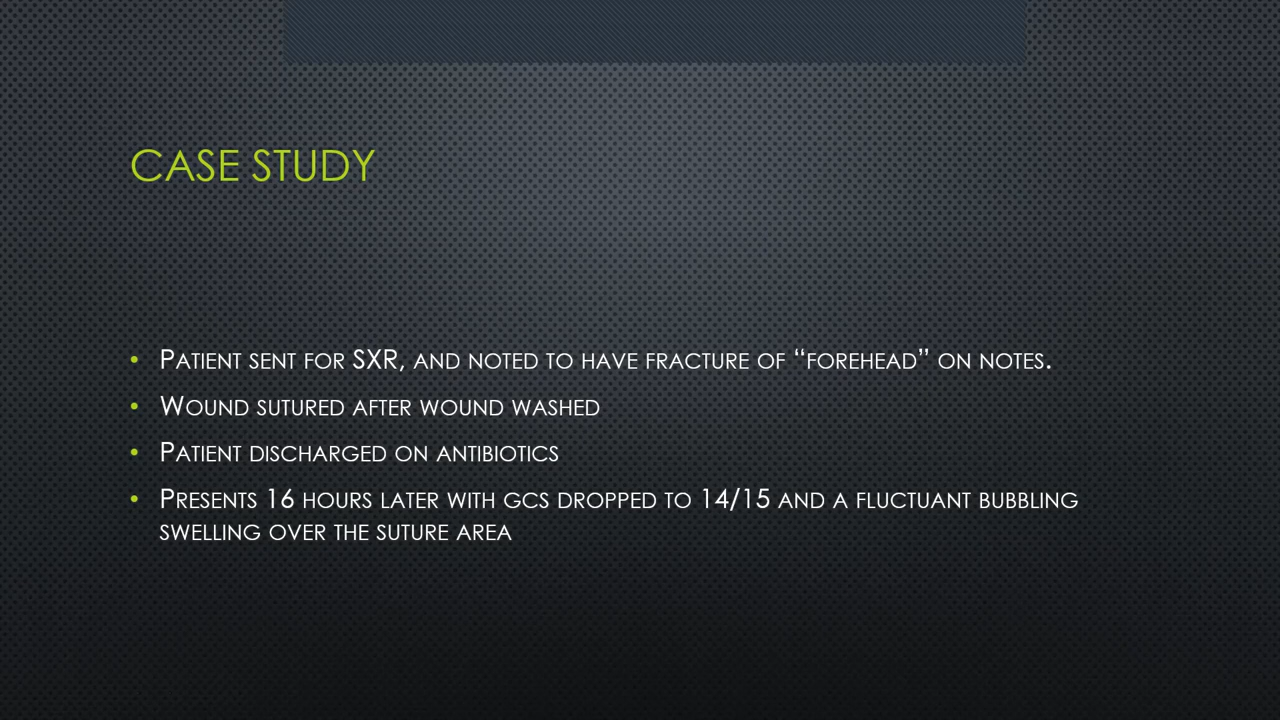 CASE STUDY
• PATIENT SENT FOR SXR, AND NOTED TO HAVE FRACTURE OF “FOREHEAD” ON NOTES.
• WOUND SUTURED AFTER WOUND WASHED
• PATIENT DISCHARGED ON ANTIBIOTICS
• PRESENTS 16 HOURS LATER WITH GCS DROPPED TO 14/15 AND A FLUCTUANT BUBBLING
SWELLING OVER THE SUTURE AREA